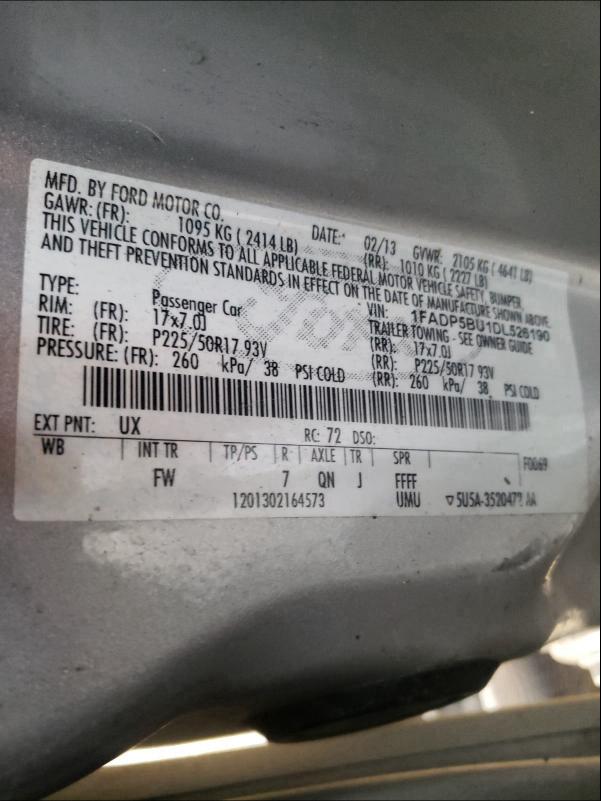 MFD. BY FORD MOTOR CO. DATE: 02/13 GVWR: 2105 KG ( 4641 LB)
GAWR: (FR): 1095 KG ( 2414 LB) (RR): 1010 KG ( 2227 LB)
THIS VEHICLE CONFORMS TO ALL APPLICABLE FEDERAL MOTOR VEHICLE SAFETY, BUMPER,
AND THEFT PREVENTION STANDARDS IN EFFECT ON THE DATE OF MANUFACTURE SHOWN ABOVE.
VIN: 1FADP5BU1DL526190
TYPE: Passenger Car TRAILER TOWING - SEE OWNER GUIDE
RIM: (FR): 17x7.0J (RR): 17x7.0J
TIRE: (FR): P225/50R17 93V (RR): P225/50R17 93V
PRESSURE: (FR): 260 kPa/ 38 PSI COLD (RR): 260 kPa/ 38 PSI COLD
EXT PNT: UX RC: 72 DSO:
WB INT TR TP/PS R AXLE TR SPR F0069
FW 7 QN J FFFF
1201302164573 UMU ▽ 5U5A-3520472 AA